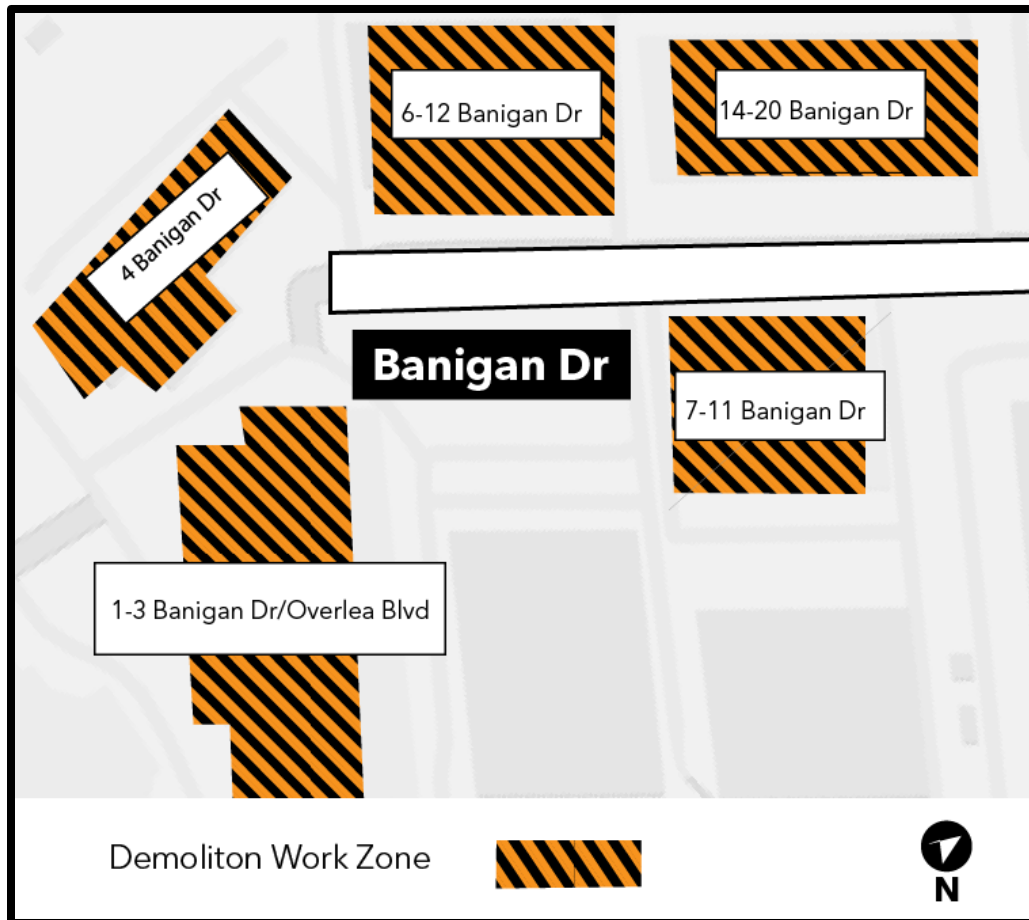 6-12 Banigan Dr
14-20 Banigan Dr
4 Banigan Dr
Banigan Dr
7-11 Banigan Dr
1-3 Banigan Dr/Overlea Blvd
Demoliton Work Zone
N